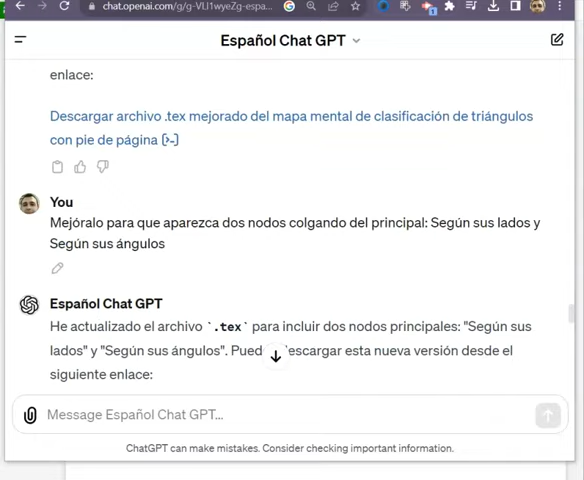 chat.openai.com/g/g-VLl1wyeZg-espa...
Español Chat GPT
enlace:
Descargar archivo .tex mejorado del mapa mental de clasificación de triángulos
con pie de página [>-]
You
Mejóralo para que aparezca dos nodos colgando del principal: Según sus lados y
Según sus ángulos
Español Chat GPT
He actualizado el archivo `.tex` para incluir dos nodos principales: "Según sus
lados" y "Según sus ángulos". descargar esta nueva versión desde el
siguiente enlace:
Message Español Chat GPT...
ChatGPT can make mistakes. Consider checking important information.